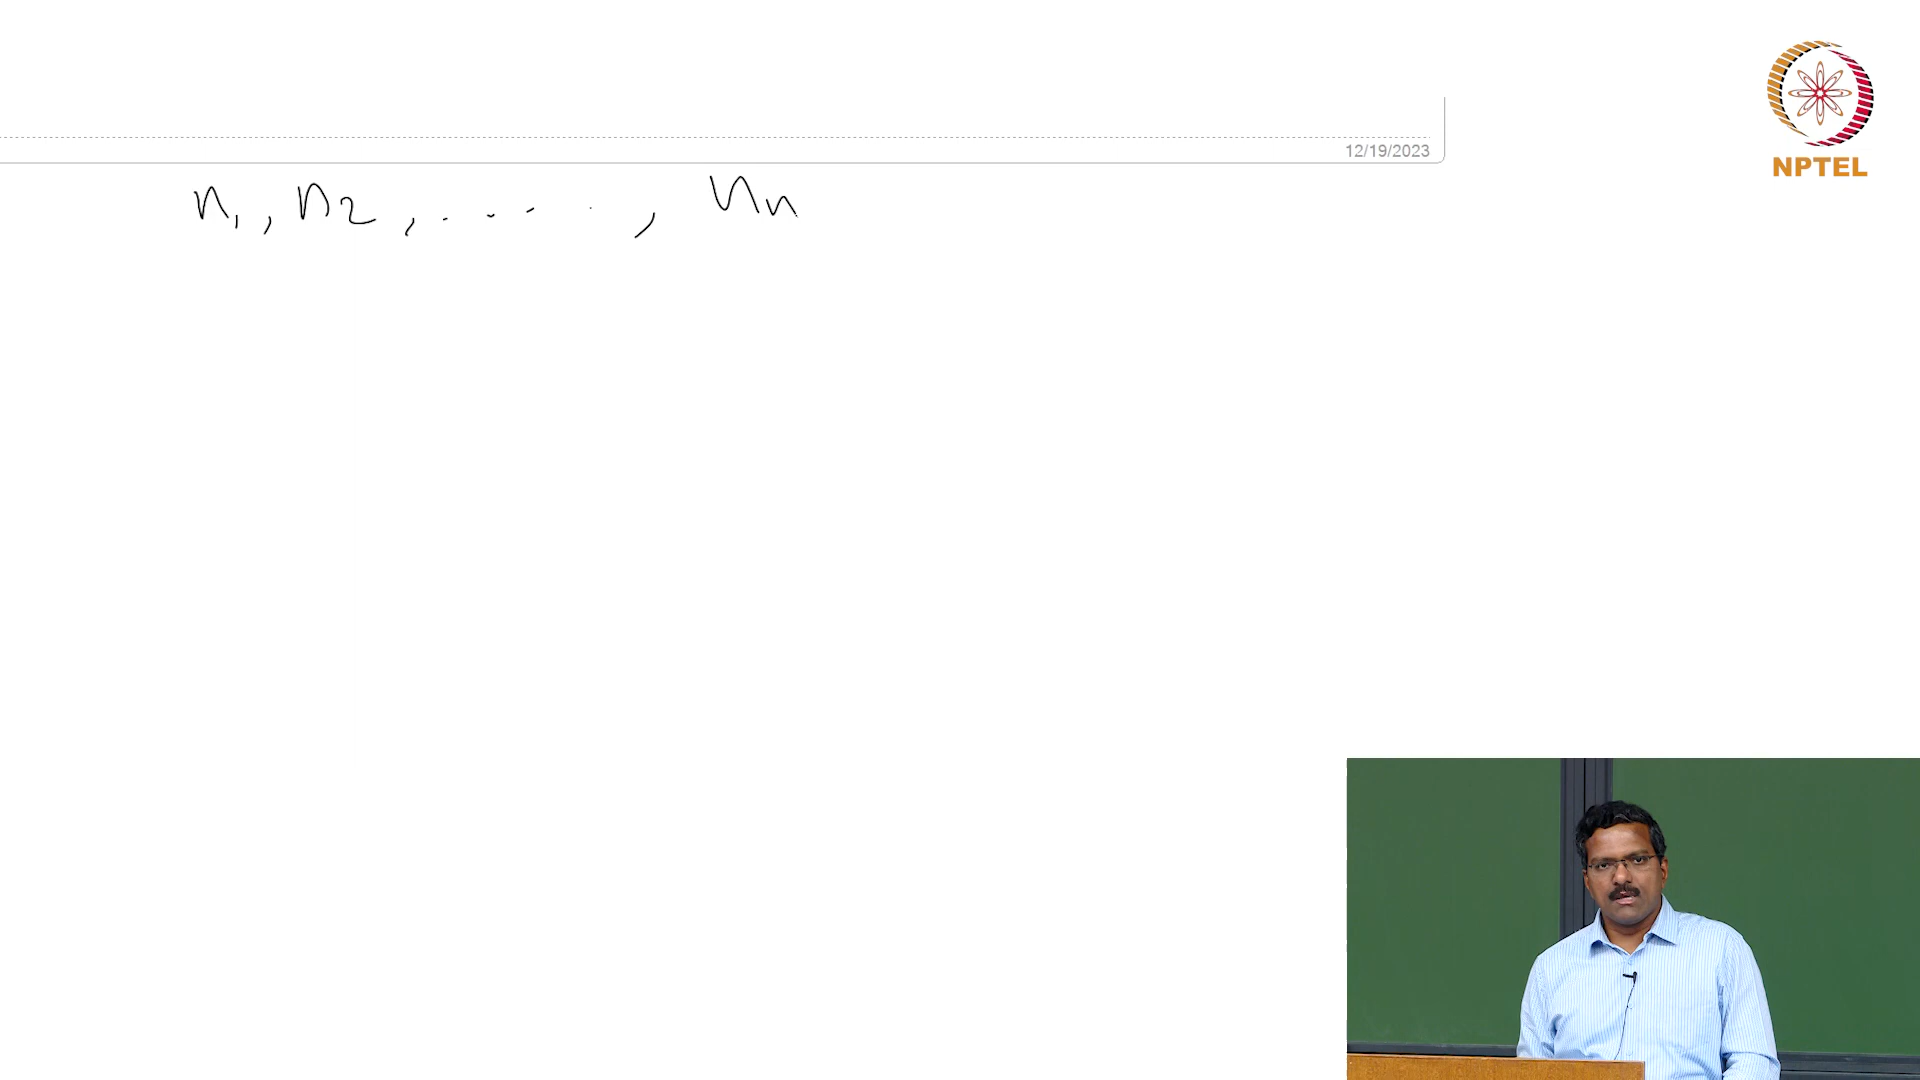 12/19/2023
NPTEL
n₁, n₂, ....., nₙ